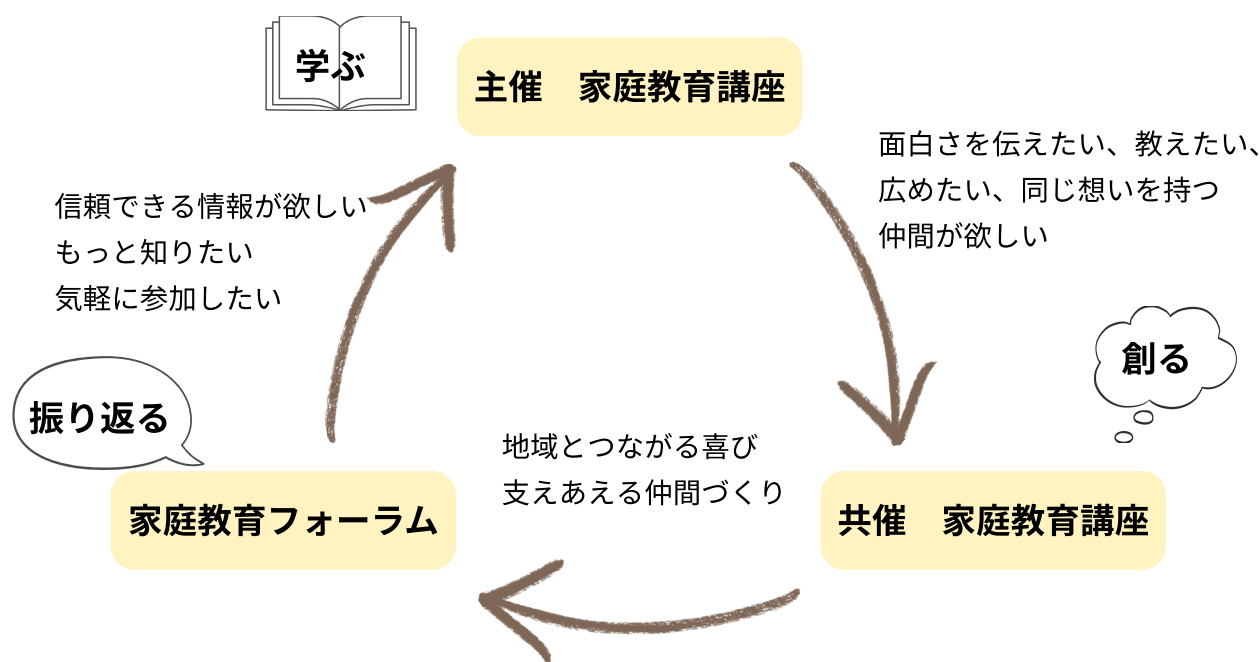 学ぶ
主催　家庭教育講座
面白さを伝えたい、教えたい、
広めたい、同じ想いを持つ
仲間が欲しい
信頼できる情報が欲しい
もっと知りたい
気軽に参加したい
創る
振り返る
地域とつながる喜び
支えあえる仲間づくり
家庭教育フォーラム
共催　家庭教育講座